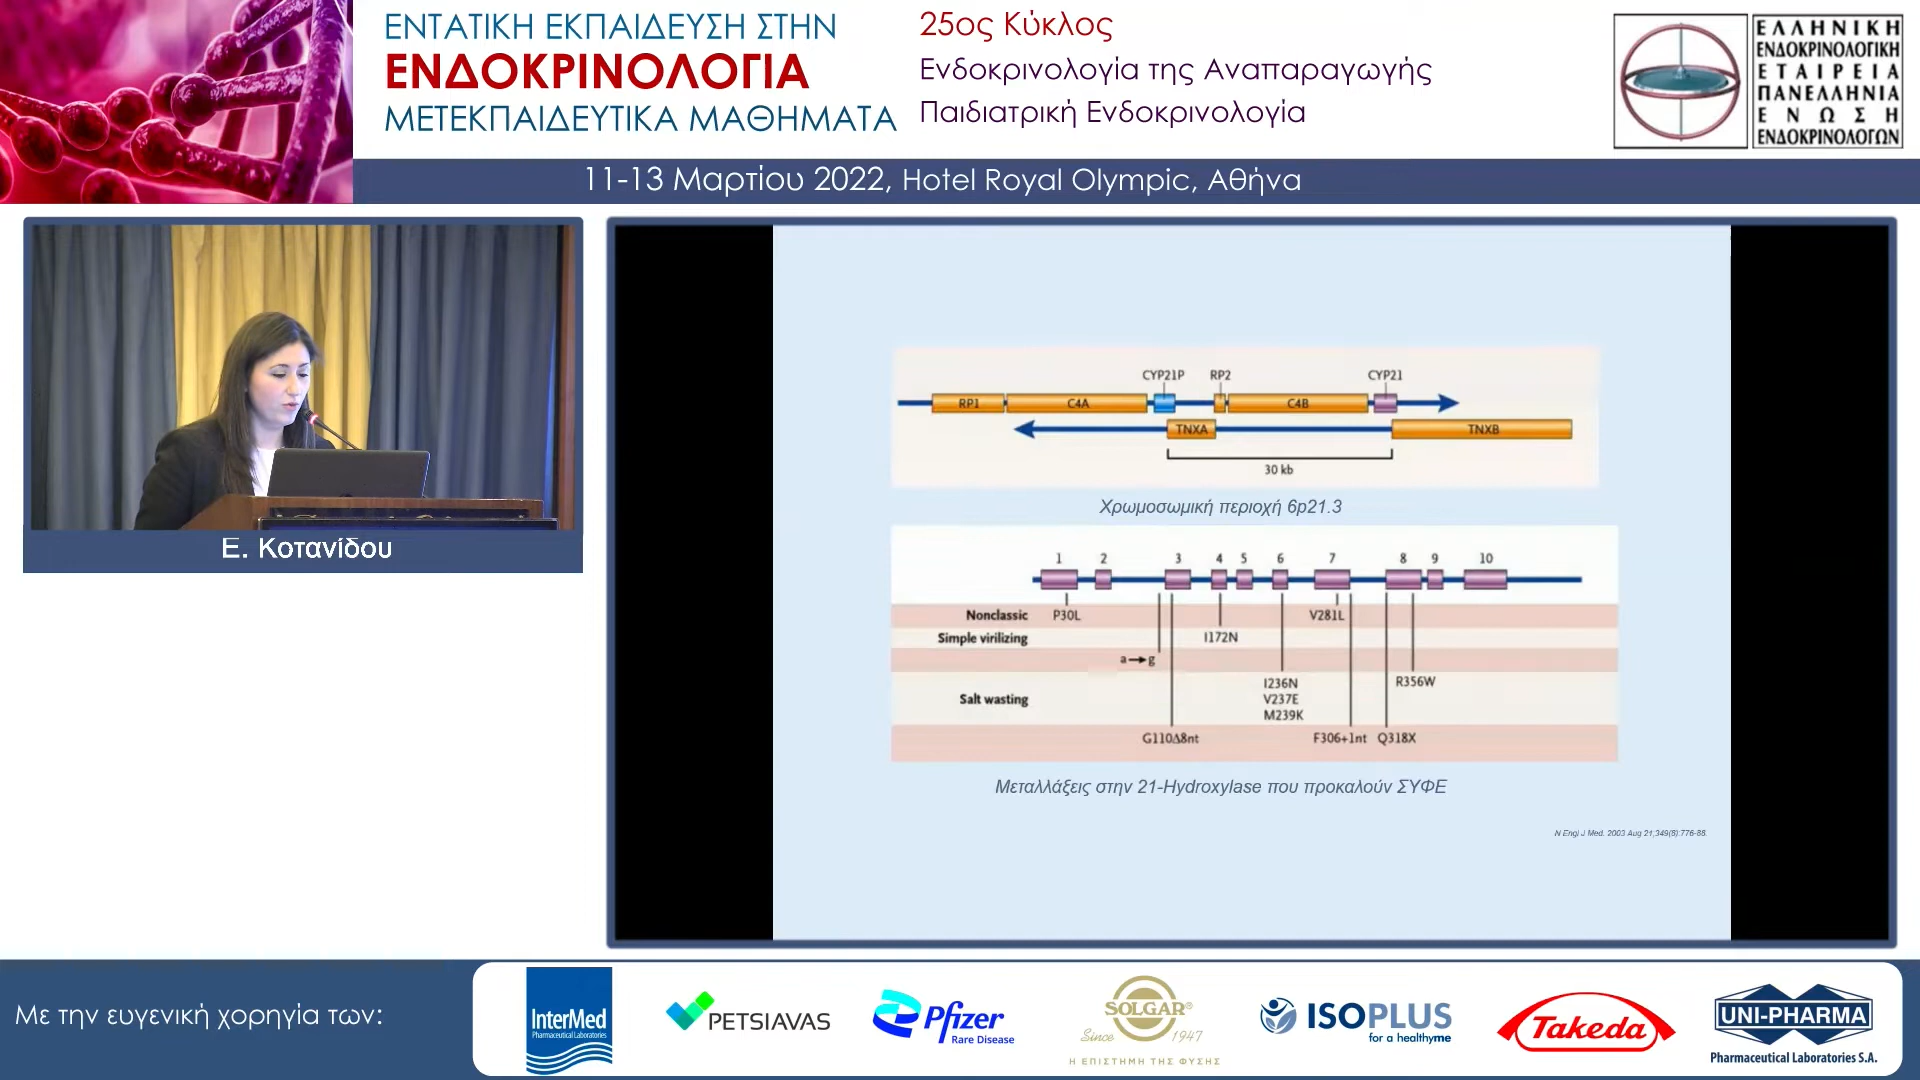 ΕΝΤΑΤΙΚΗ ΕΚΠΑΙΔΕΥΣΗ ΣΤΗΝ
ΕΝΔΟΚΡΙΝΟΛΟΓΙΑ
ΜΕΤΕΚΠΑΙΔΕΥΤΙΚΑ ΜΑΘΗΜΑΤΑ
25ος Κύκλος
Ενδοκρινολογία της Αναπαραγωγής
Παιδιατρική Ενδοκρινολογία
ΕΛΛΗΝΙΚΗ
ΕΝΔΟΚΡΙΝΟΛΟΓΙΚΗ
ΕΤΑΙΡΕΙΑ
ΠΑΝΕΛΛΗΝΙΑ
ΕΝΩΣΗ
ΕΝΔΟΚΡΙΝΟΛΟΓΩΝ
11-13 Μαρτίου 2022, Hotel Royal Olympic, Αθήνα
Ε. Κοτανίδου
CYP21P RP2 CYP21
RP1 C4A C4B
TNXA TNXB
30 kb
Χρωμοσωμική περιοχή 6p21.3
1 2 3 4 5 6 7 8 9 10
Nonclassic P30L V281L
Simple virilizing I172N
a→g
I236N R356W
Salt wasting V237E
M239K
G110Δ8nt F306+1nt Q318X
Μεταλλάξεις στην 21-Hydroxylase που προκαλούν ΣΥΦΕ
N Engl J Med. 2003 Aug 21;349(8):776-88.
Με την ευγενική χορηγία των:
InterMed
Pharmaceutical Laboratories
PETSIAVAS
Pfizer
Rare Disease
SOLGAR®
Since 1947
Η ΕΠΙΣΤΗΜΗ ΤΗΣ ΦΥΣΗΣ
ISOPLUS
for a healthyme
Takeda
UNI-PHARMA
Pharmaceutical Laboratories S.A.